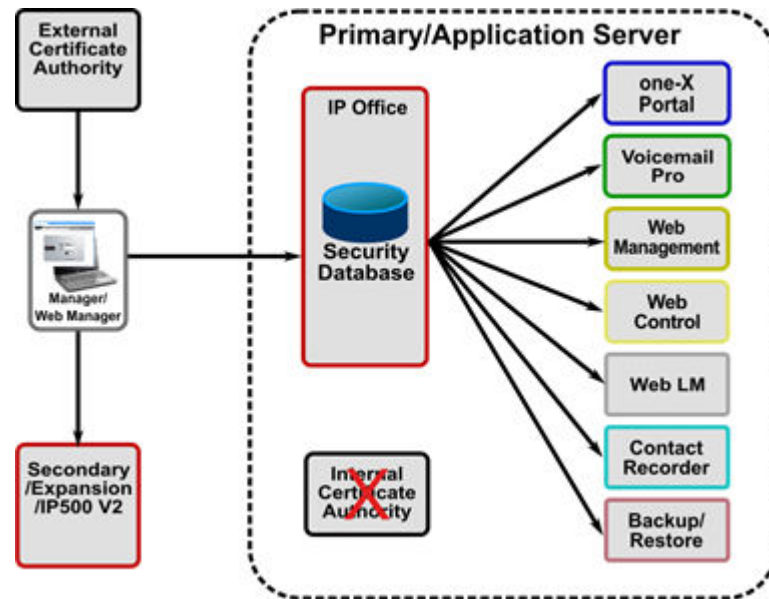 External
Certificate
Authority
Primary/Application Server
IP Office
Security
Database
one-X
Portal
Voicemail
Pro
Web
Management
Web
Control
Web LM
Contact
Recorder
Backup/
Restore
Manager/
Web Manager
Secondary
/Expansion
/IP500 V2
Internal
Certificate
Authority